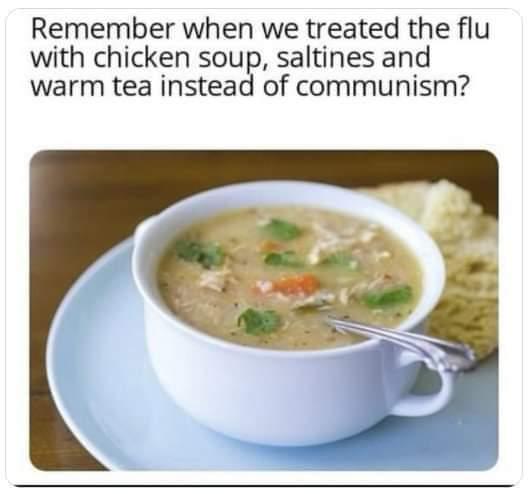 Remember when we treated the flu
with chicken soup, saltines and
warm tea instead of communism?